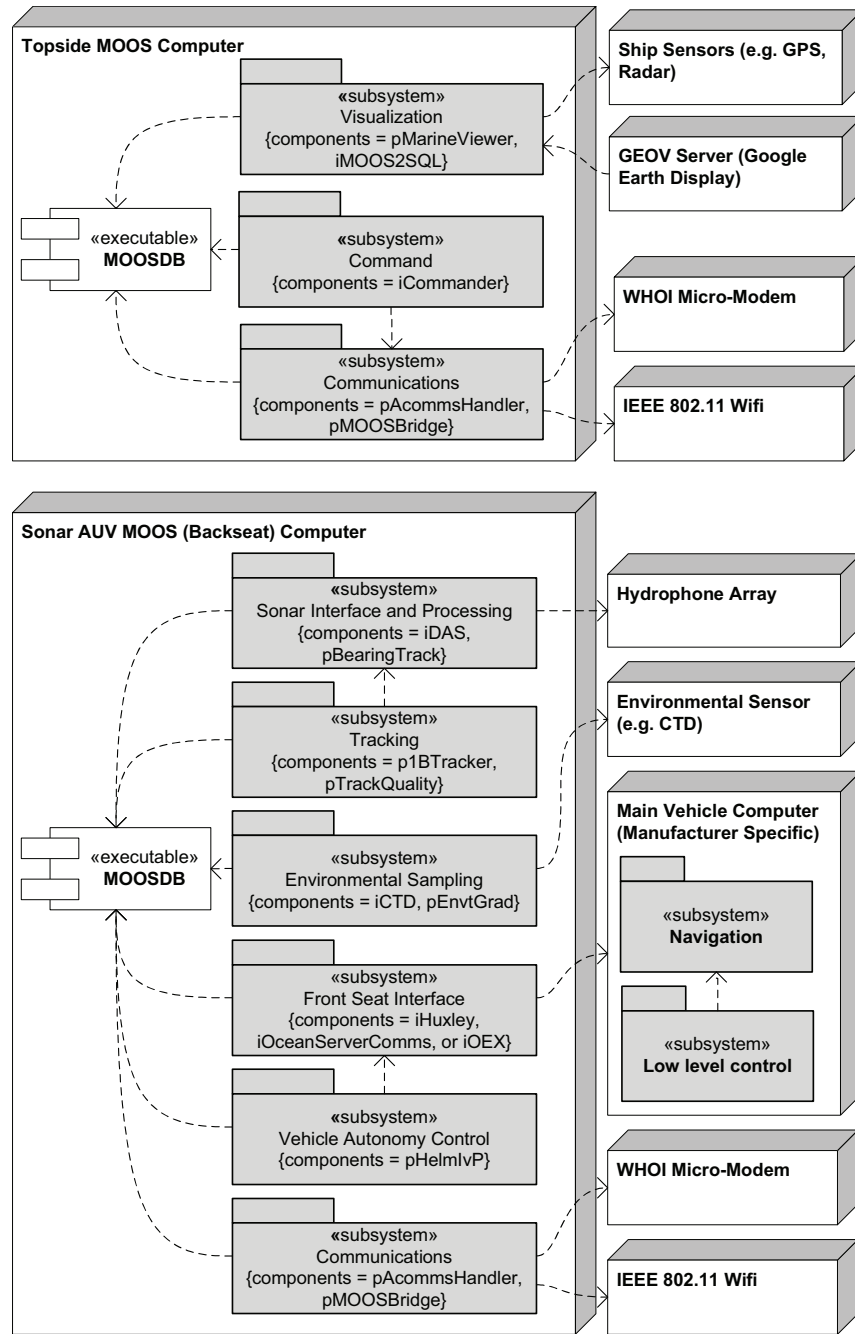 Topside MOOS Computer
«subsystem»
Visualization
{components = pMarineViewer,
iMOOS2SQL}
«executable»
MOOSDB
«subsystem»
Command
{components = iCommander}
«subsystem»
Communications
{components = pAcommsHandler,
pMOOSBridge}
Ship Sensors (e.g. GPS,
Radar)
GEOV Server (Google
Earth Display)
WHOI Micro-Modem
IEEE 802.11 Wifi
Sonar AUV MOOS (Backseat) Computer
«subsystem»
Sonar Interface and Processing
{components = iDAS,
pBearingTrack}
«subsystem»
Tracking
{components = p1BTracker,
pTrackQuality}
«executable»
MOOSDB
«subsystem»
Environmental Sampling
{components = iCTD, pEnvtGrad}
«subsystem»
Front Seat Interface
{components = iHuxley,
iOceanServerComms, or iOEX}
«subsystem»
Vehicle Autonomy Control
{components = pHelmIvP}
«subsystem»
Communications
{components = pAcommsHandler,
pMOOSBridge}
Hydrophone Array
Environmental Sensor
(e.g. CTD)
Main Vehicle Computer
(Manufacturer Specific)
«subsystem»
Navigation
«subsystem»
Low level control
WHOI Micro-Modem
IEEE 802.11 Wifi